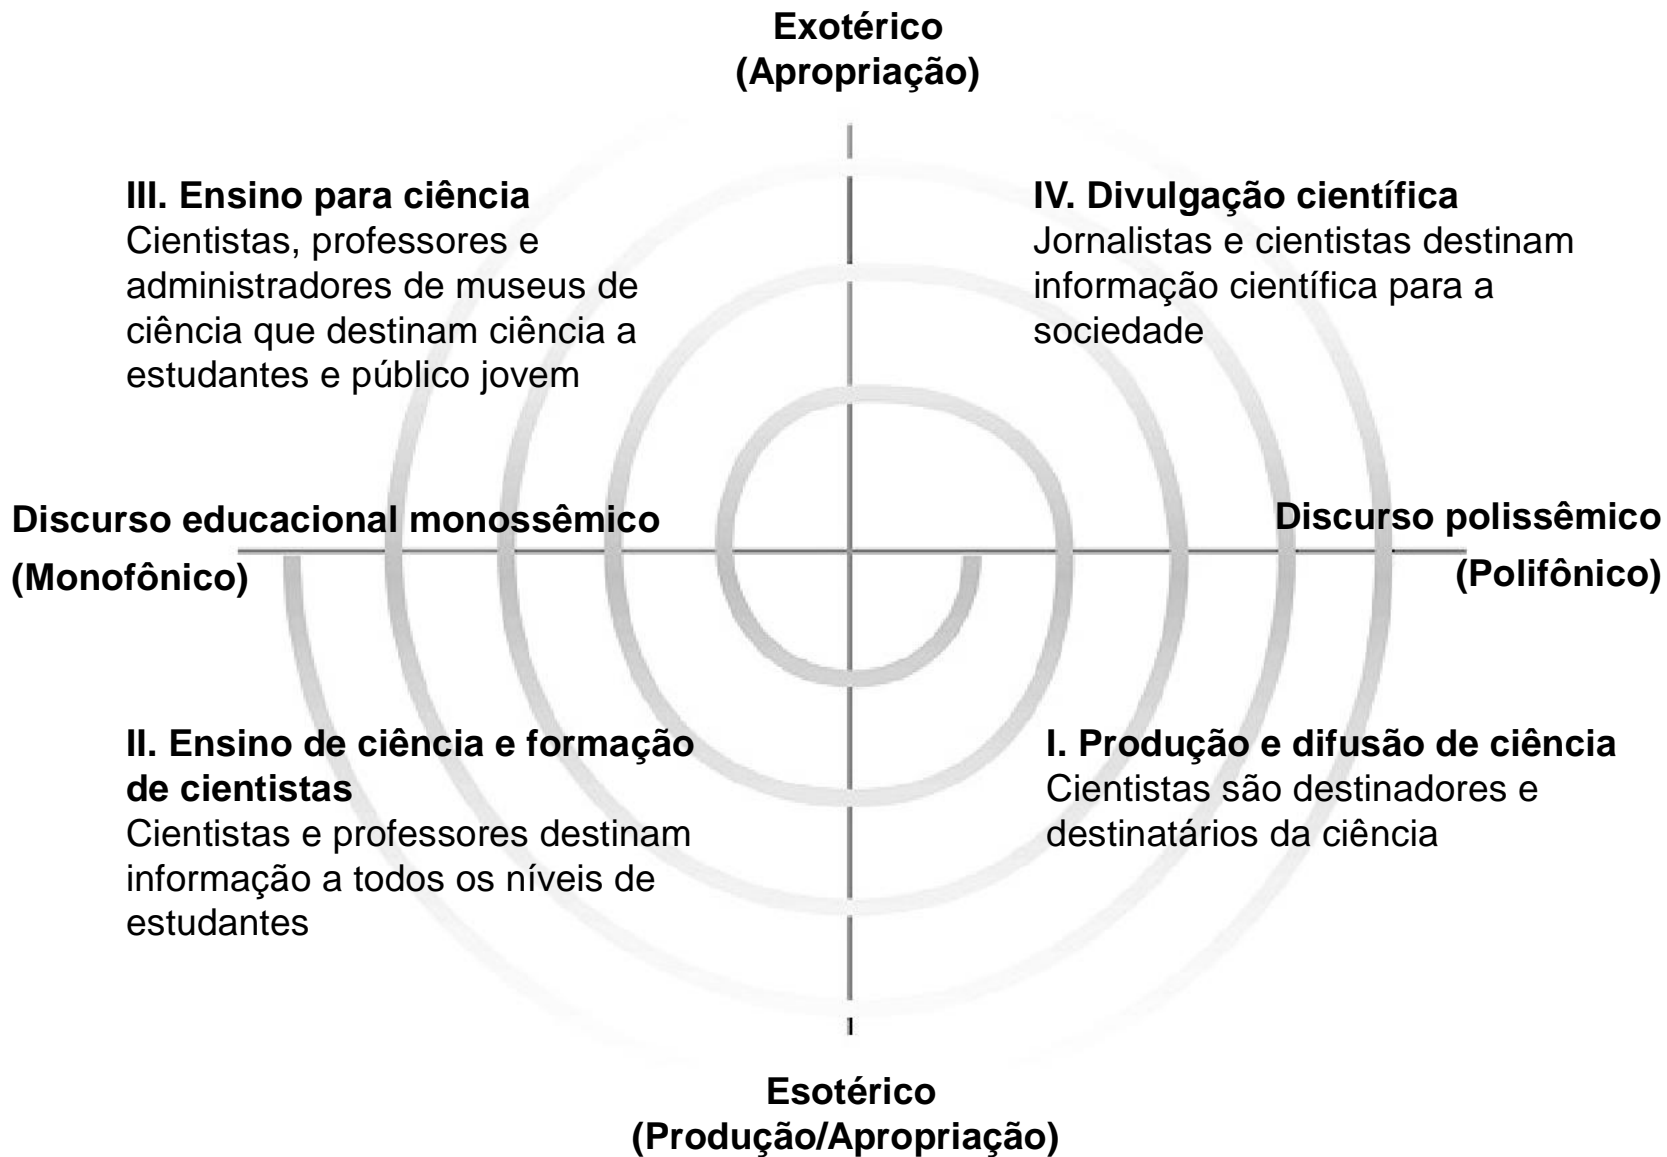 Exotérico
(Apropriação)
III. Ensino para ciência
Cientistas, professores e
administradores de museus de
ciência que destinam ciência a
estudantes e público jovem
IV. Divulgação científica
Jornalistas e cientistas destinam
informação científica para a
sociedade
Discurso educacional monossêmico
(Monofônico)
Discurso polissêmico
(Polifônico)
II. Ensino de ciência e formação
de cientistas
Cientistas e professores destinam
informação a todos os níveis de
estudantes
I. Produção e difusão de ciência
Cientistas são destinadores e
destinatários da ciência
Esotérico
(Produção/Apropriação)